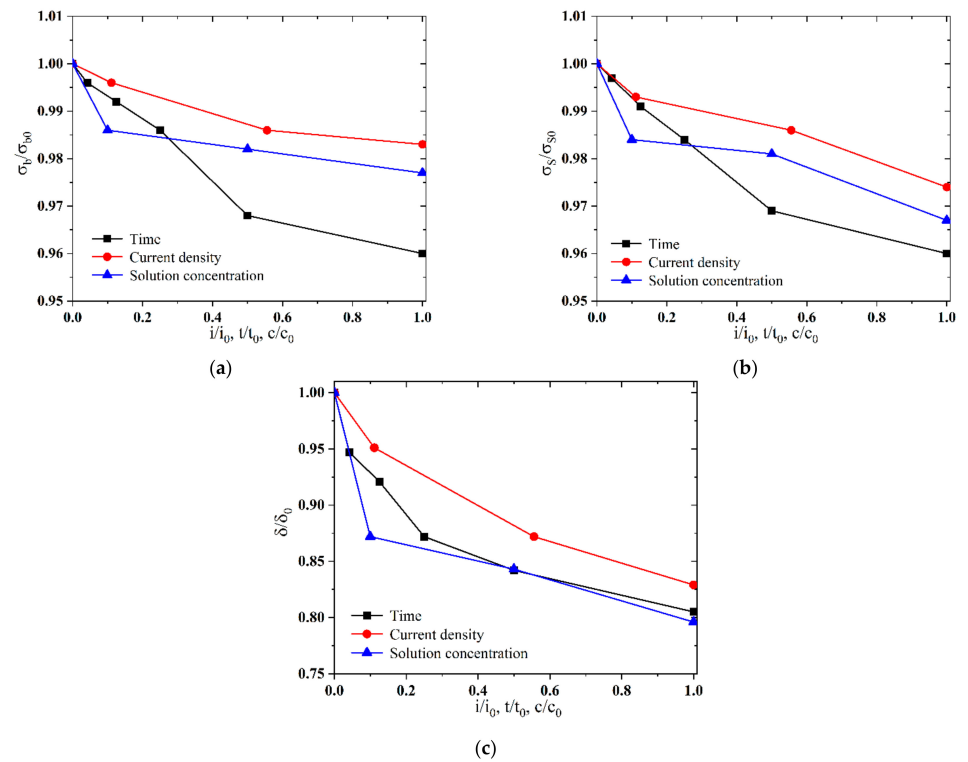 1.01
1.00
0.99
0.98
0.97
0.96
0.95
σb/σb0
Time
Current density
Solution concentration
0.0 0.2 0.4 0.6 0.8 1.0
i/i0, t/t0, c/c0
(a)
1.01
1.00
0.99
0.98
0.97
0.96
0.95
σS/σS0
Time
Current density
Solution concentration
0.0 0.2 0.4 0.6 0.8 1.0
i/i0, t/t0, c/c0
(b)
1.00
0.95
0.90
0.85
0.80
0.75
δ/δ0
Time
Current density
Solution concentration
0.0 0.2 0.4 0.6 0.8 1.0
i/i0, t/t0, c/c0
(c)